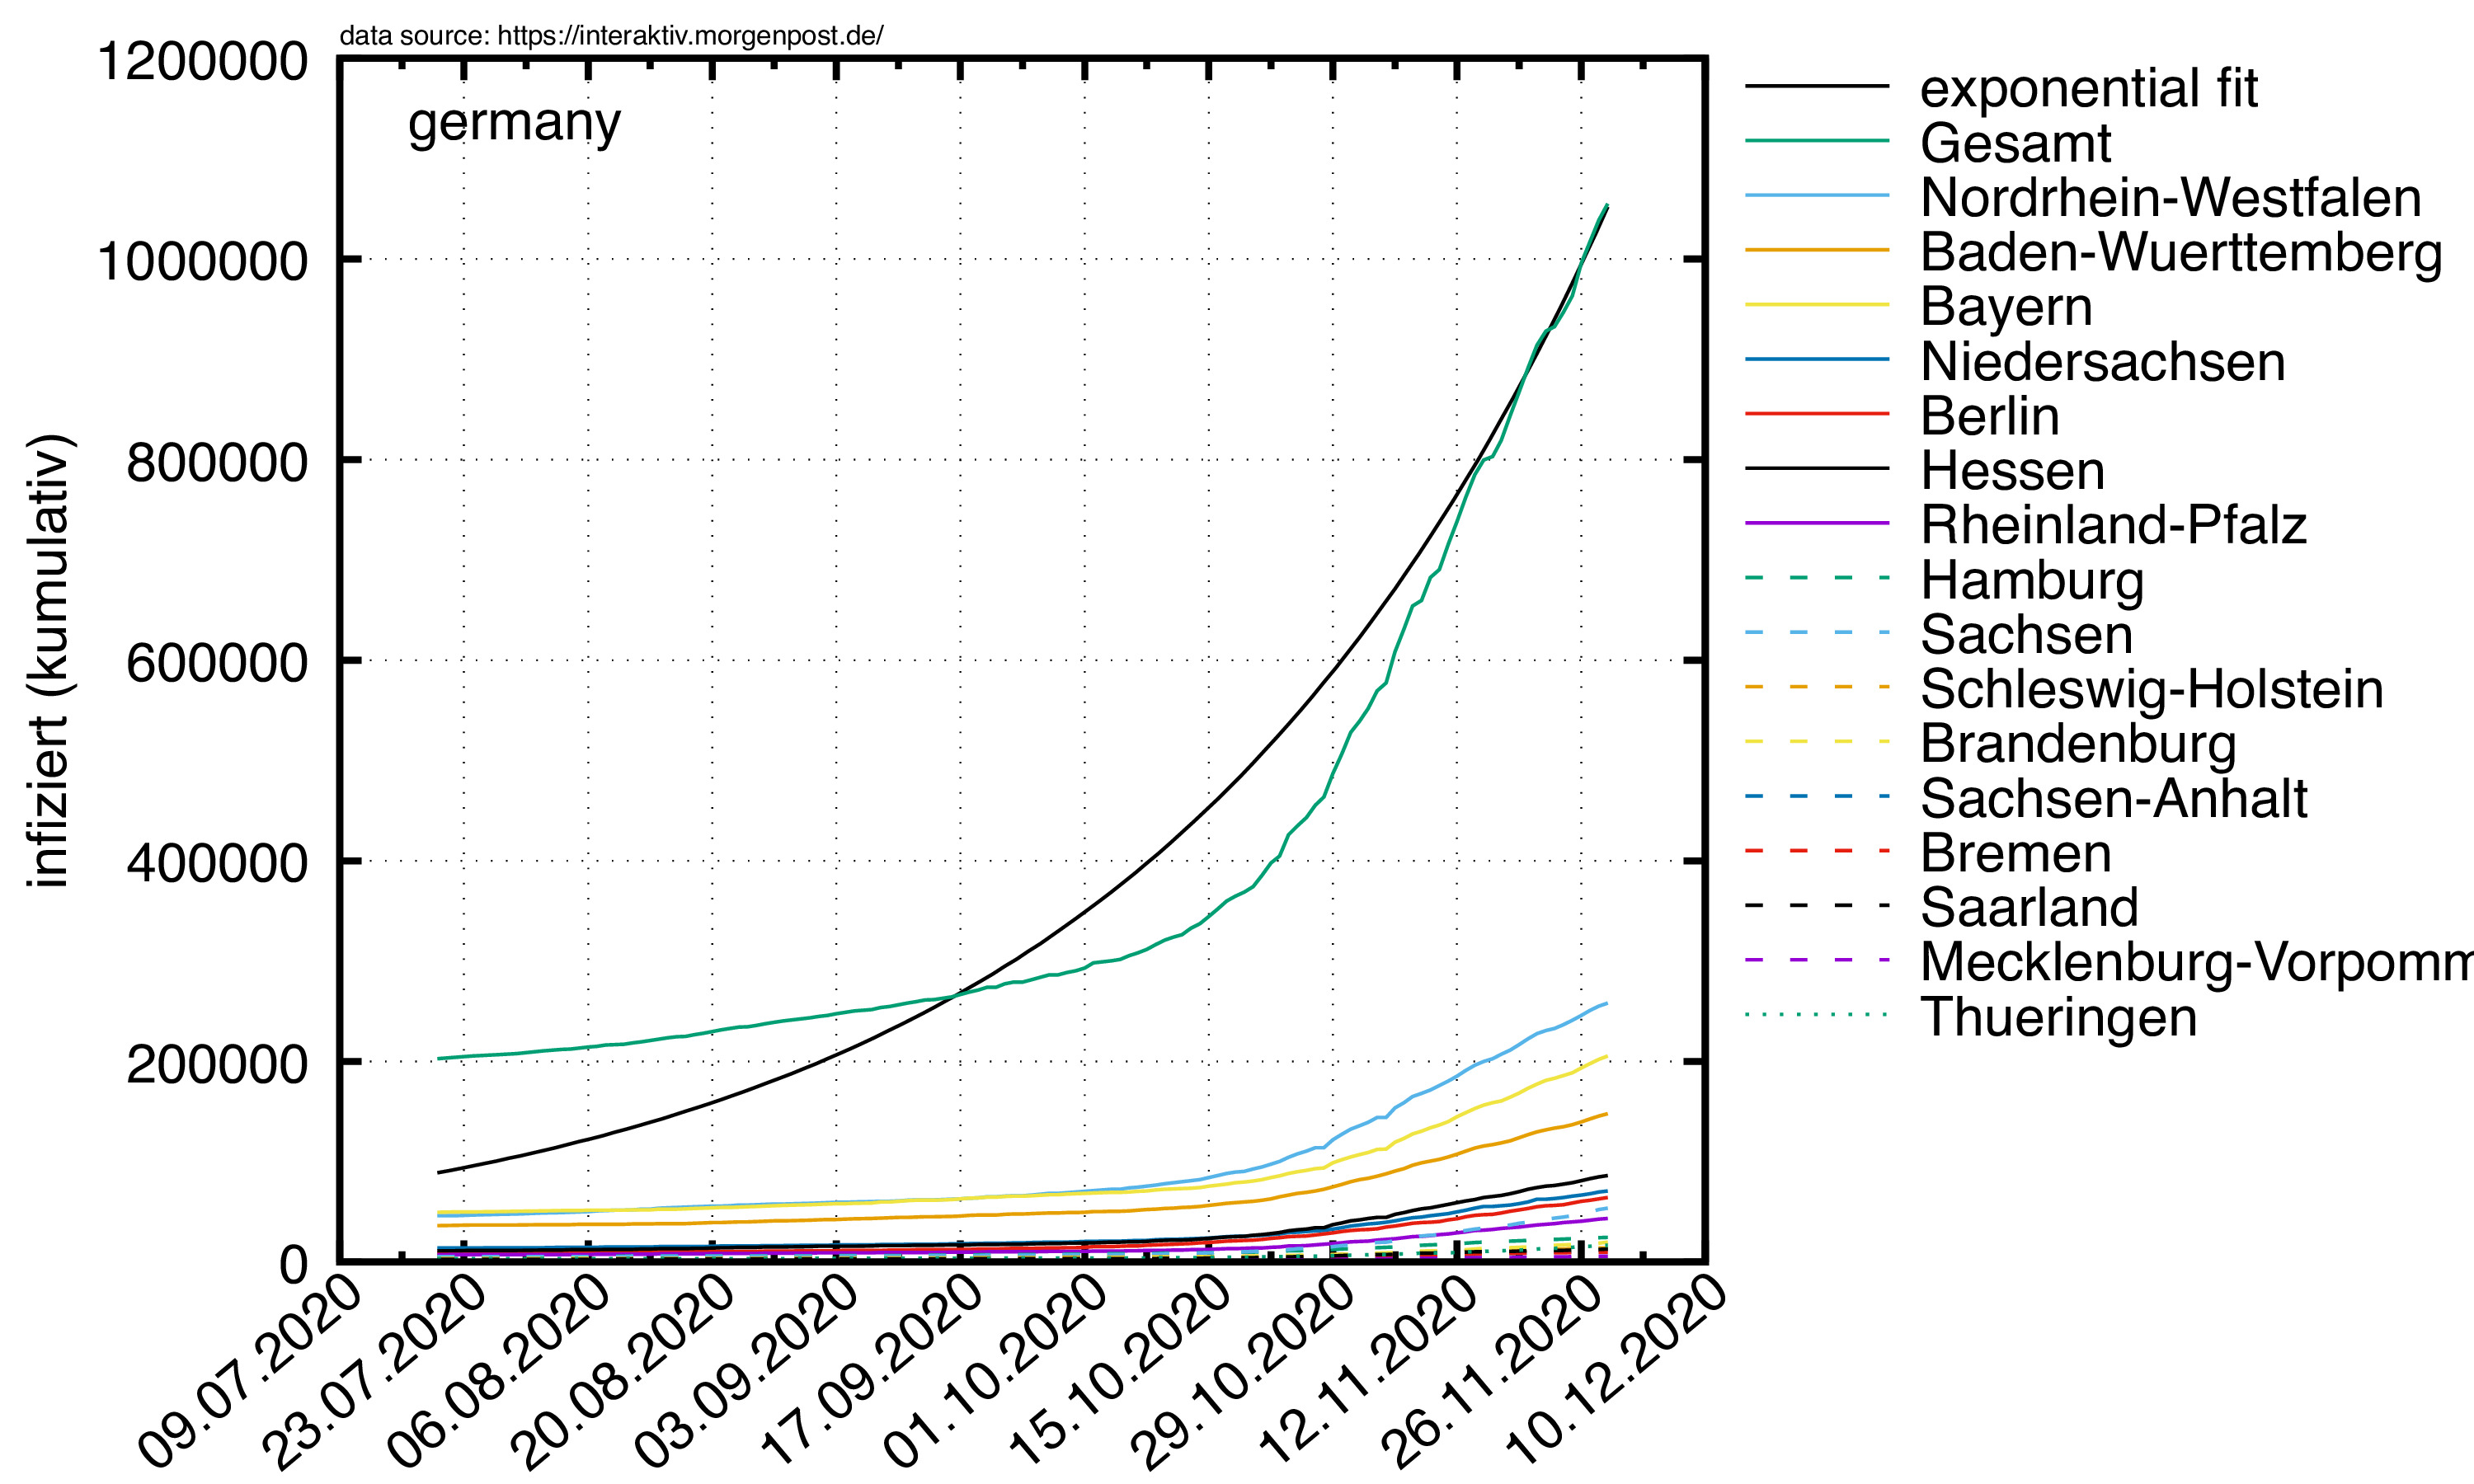 data source: https://interaktiv.morgenpost.de/
germany
infiziert (kumulativ)
1200000
1000000
800000
600000
400000
200000
0
09.07.2020
23.07.2020
06.08.2020
20.08.2020
03.09.2020
17.09.2020
01.10.2020
15.10.2020
29.10.2020
12.11.2020
26.11.2020
10.12.2020
exponential fit
Gesamt
Nordrhein-Westfalen
Baden-Wuerttemberg
Bayern
Niedersachsen
Berlin
Hessen
Rheinland-Pfalz
Hamburg
Sachsen
Schleswig-Holstein
Brandenburg
Sachsen-Anhalt
Bremen
Saarland
Mecklenburg-Vorpomm
Thueringen